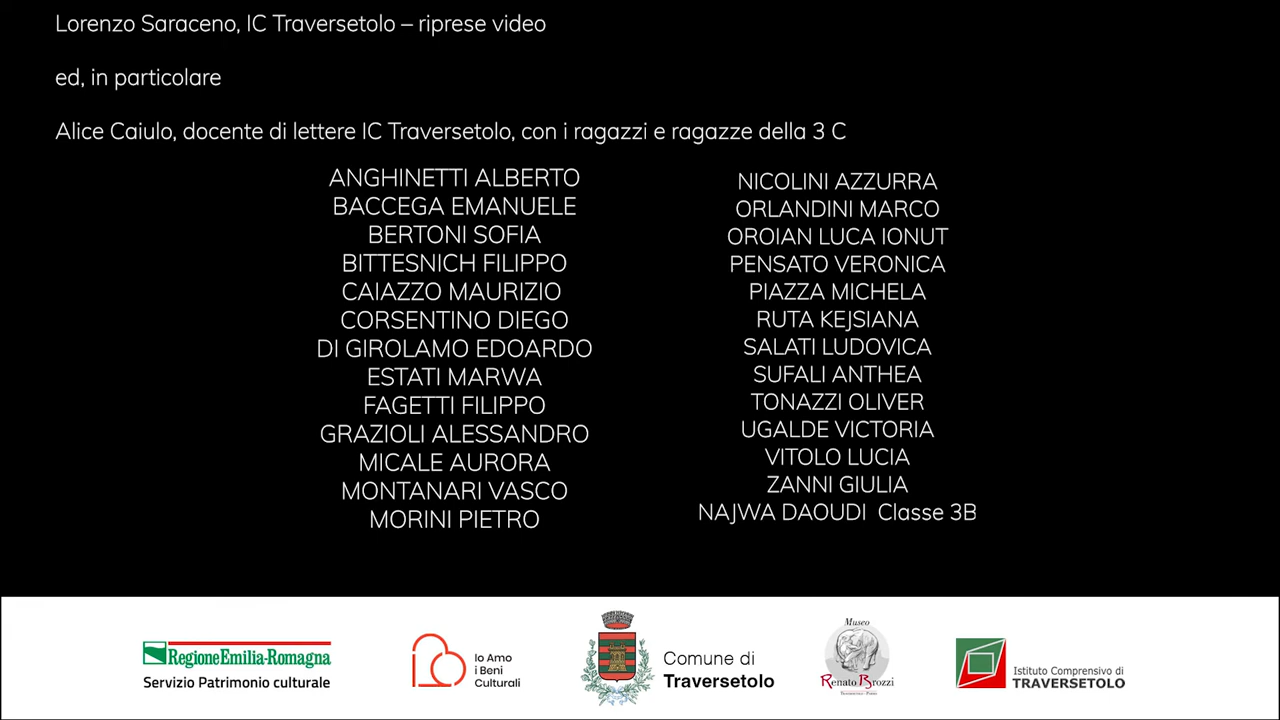 Lorenzo Saraceno, IC Traversetolo – riprese video
ed, in particolare
Alice Caiulo, docente di lettere IC Traversetolo, con i ragazzi e ragazze della 3 C
ANGHINETTI ALBERTO
BACCEGA EMANUELE
BERTONI SOFIA
BITTESNICH FILIPPO
CAIAZZO MAURIZIO
CORSENTINO DIEGO
DI GIROLAMO EDOARDO
ESTATI MARWA
FAGETTI FILIPPO
GRAZIOLI ALESSANDRO
MICALE AURORA
MONTANARI VASCO
MORINI PIETRO
NICOLINI AZZURRA
ORLANDINI MARCO
OROIAN LUCA IONUT
PENSATO VERONICA
PIAZZA MICHELA
RUTA KEJSIANA
SALATI LUDOVICA
SUFALI ANTHEA
TONAZZI OLIVER
UGALDE VICTORIA
VITOLO LUCIA
ZANNI GIULIA
NAJWA DAOUDI Classe 3B
RegioneEmilia-Romagna
Servizio Patrimonio culturale
Io Amo
i Beni
Culturali
Comune di
Traversetolo
Museo
Renato Brozzi
Istituto Comprensivo di
TRAVERSETOLO